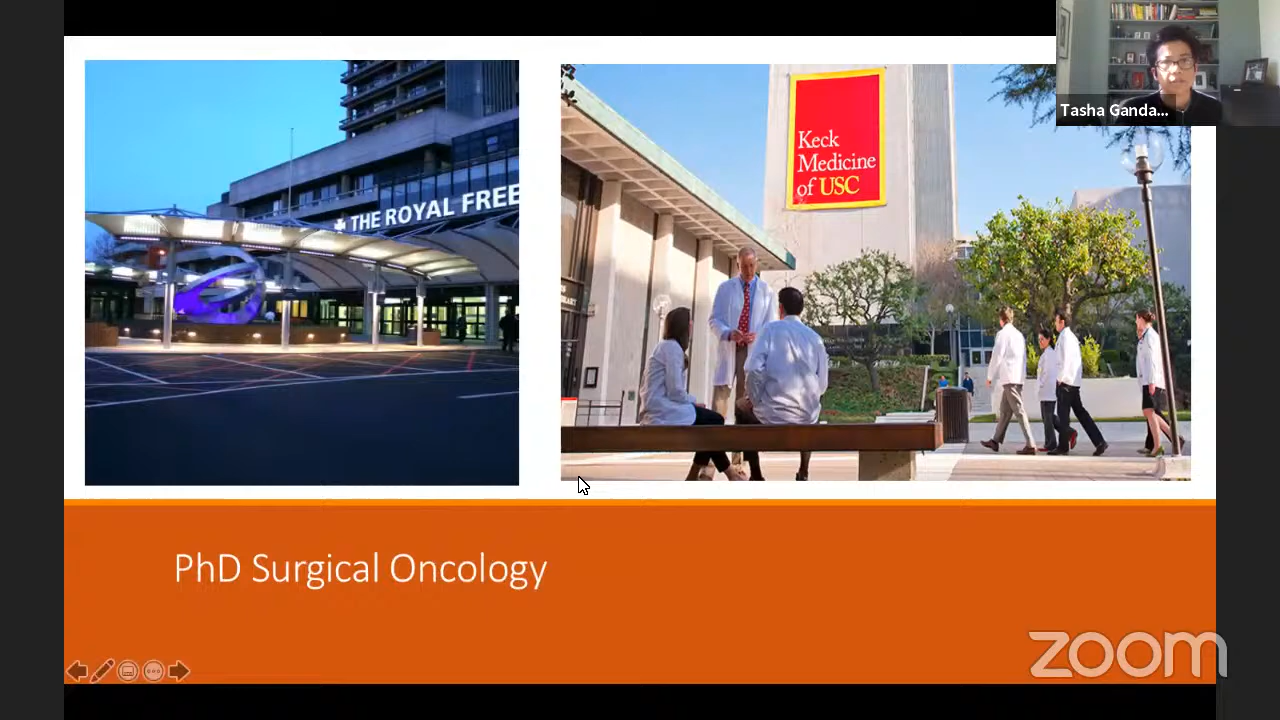 THE ROYAL FREE
Keck
Medicine
of USC
Tasha Ganda...
PhD Surgical Oncology
zoom